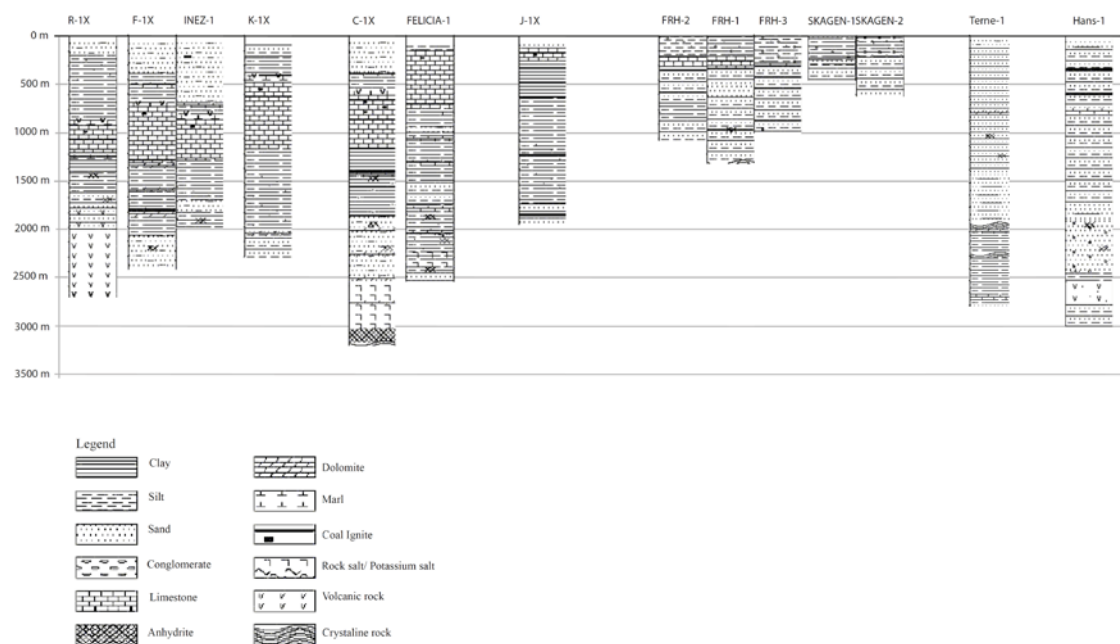 R-1X F-1X INEZ-1 K-1X C-1X FELICIA-1 J-1X FRH-2 FRH-1 FRH-3 SKAGEN-1 SKAGEN-2 Terne-1 Hans-1
0 m
500 m
1000 m
1500 m
2000 m
2500 m
3000 m
3500 m
Legend
Clay
Silt
Sand
Conglomerate
Limestone
Anhydrite
Dolomite
Marl
Coal Ignite
Rock salt/ Potassium salt
Volcanic rock
Crystaline rock